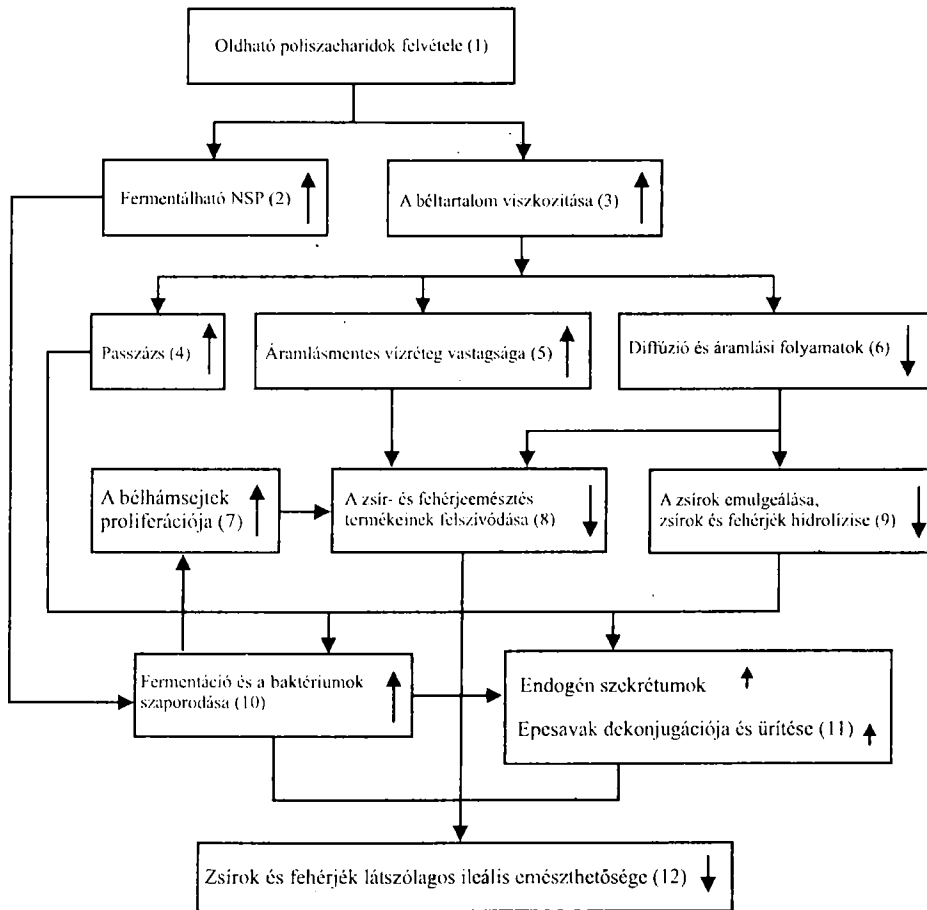 Oldható poliszacharidok felvétele (1)
Fermentálható NSP (2)
A béltartalom viszkozitása (3)
Passzázs (4)
Áramlásmentes vízréteg vastagsága (5)
Diffúzió és áramlási folyamatok (6)
A bélhámsejtek
proliferációja (7)
A zsír- és fehérjeemésztés
termékeinek felszívódása (8)
A zsírok emulgeálása,
zsírok és fehérjék hidrolízise (9)
Fermentáció és a baktériumok
szaporodása (10)
Endogén szekrétumok
Epesavak dekonjugációja és ürítése (11)
Zsírok és fehérjék látszólagos ileális emészthetősége (12)